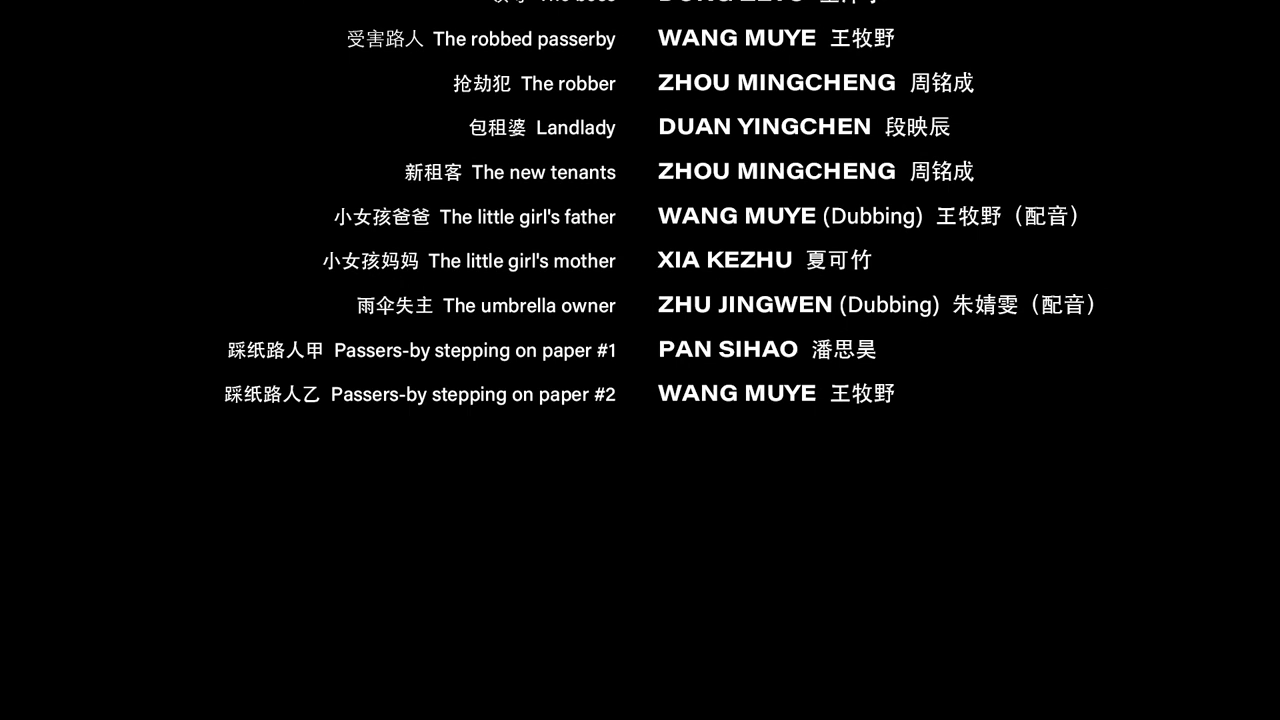 受害路人 The robbed passerby WANG MUYE 王牧野
抢劫犯 The robber ZHOU MINGCHENG 周铭成
包租婆 Landlady DUAN YINGCHEN 段映辰
新租客 The new tenants ZHOU MINGCHENG 周铭成
小女孩爸爸 The little girl's father WANG MUYE (Dubbing) 王牧野（配音）
小女孩妈妈 The little girl's mother XIA KEZHU 夏可竹
雨伞失主 The umbrella owner ZHU JINGWEN (Dubbing) 朱婧雯（配音）
踩纸路人甲 Passers-by stepping on paper #1 PAN SIHAO 潘思昊
踩纸路人乙 Passers-by stepping on paper #2 WANG MUYE 王牧野